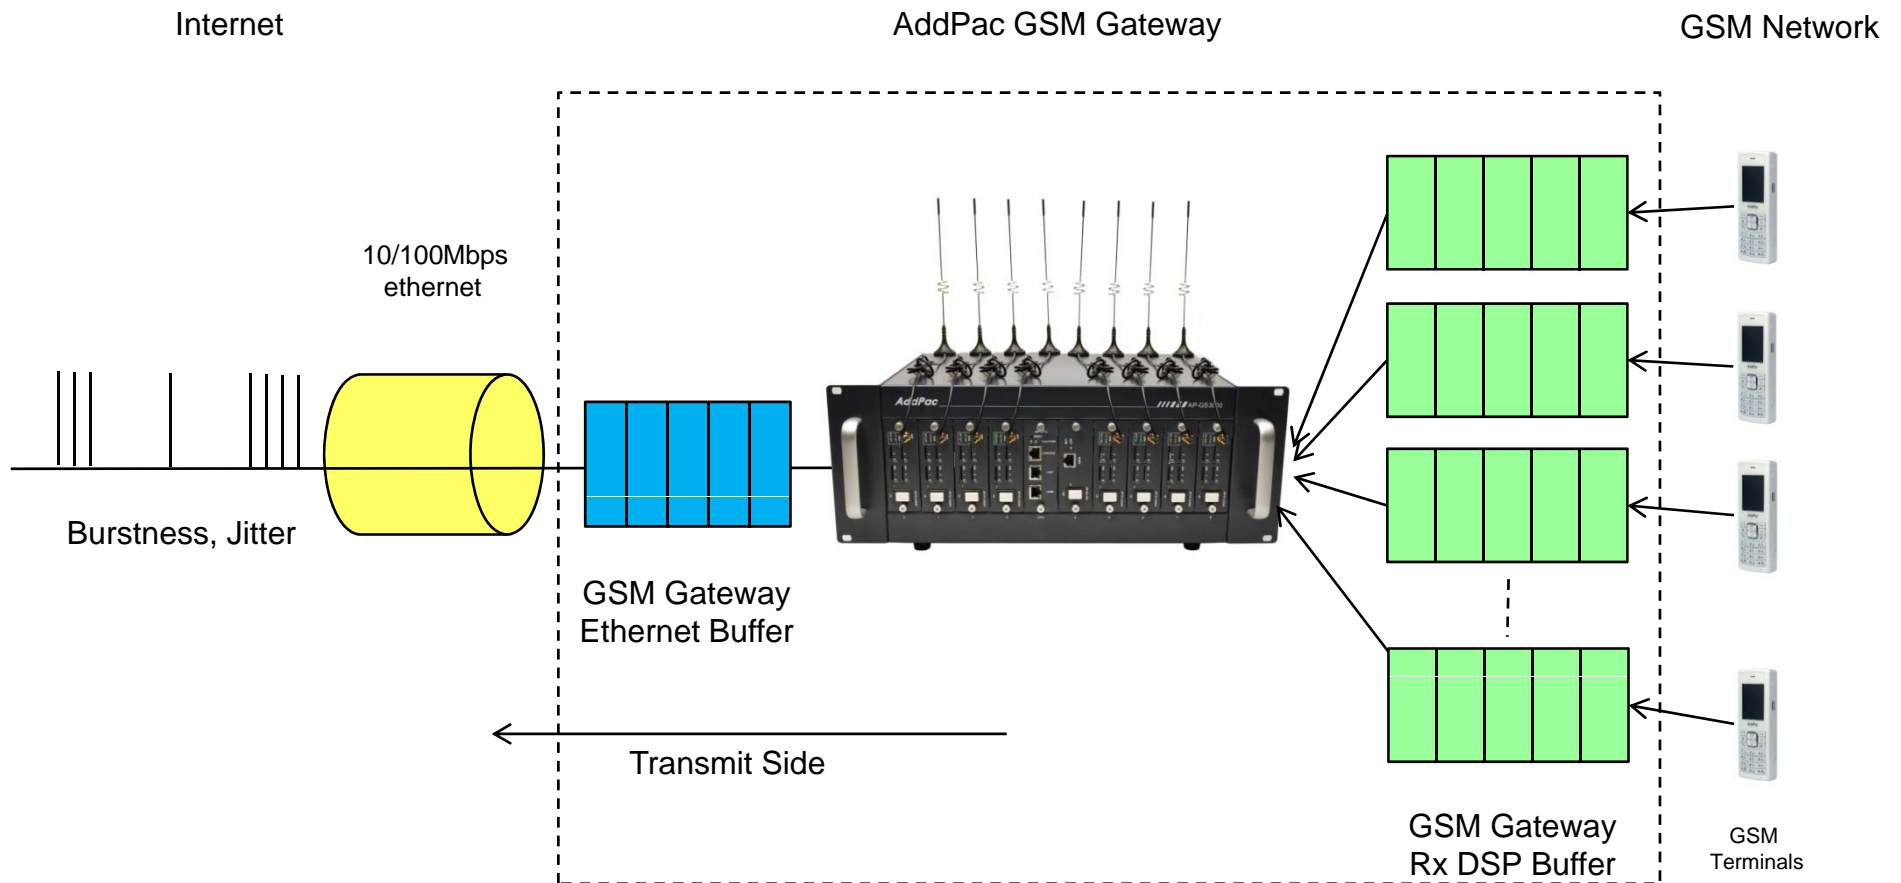 Internet
AddPac GSM Gateway
GSM Network
10/100Mbps
ethernet
AddPac
Burstness, Jitter
GSM Gateway
Ethernet Buffer
Transmit Side
GSM Gateway
Rx DSP Buffer
GSM
Terminals